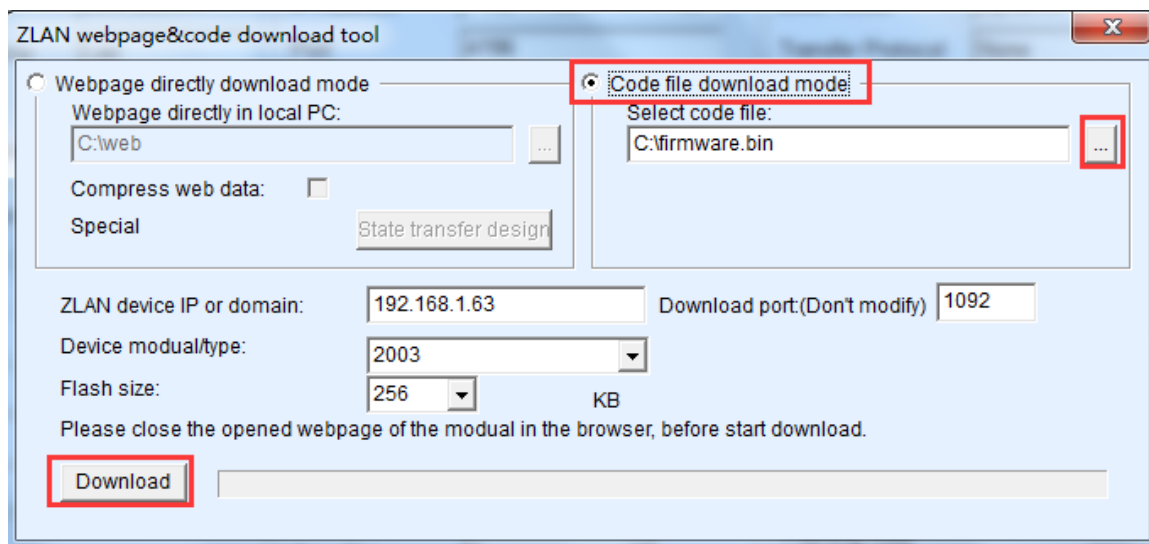 ZLAN webpage&code download tool
Webpage directly download mode
Webpage directly in local PC:
C:\web
...
Compress web data:
Special
State transfer design
Code file download mode
Select code file:
C:\firmware.bin
...
ZLAN device IP or domain:
192.168.1.63
Download port:(Don't modify)
1092
Device modual/type:
2003
Flash size:
256
KB
Please close the opened webpage of the modual in the browser, before start download.
Download